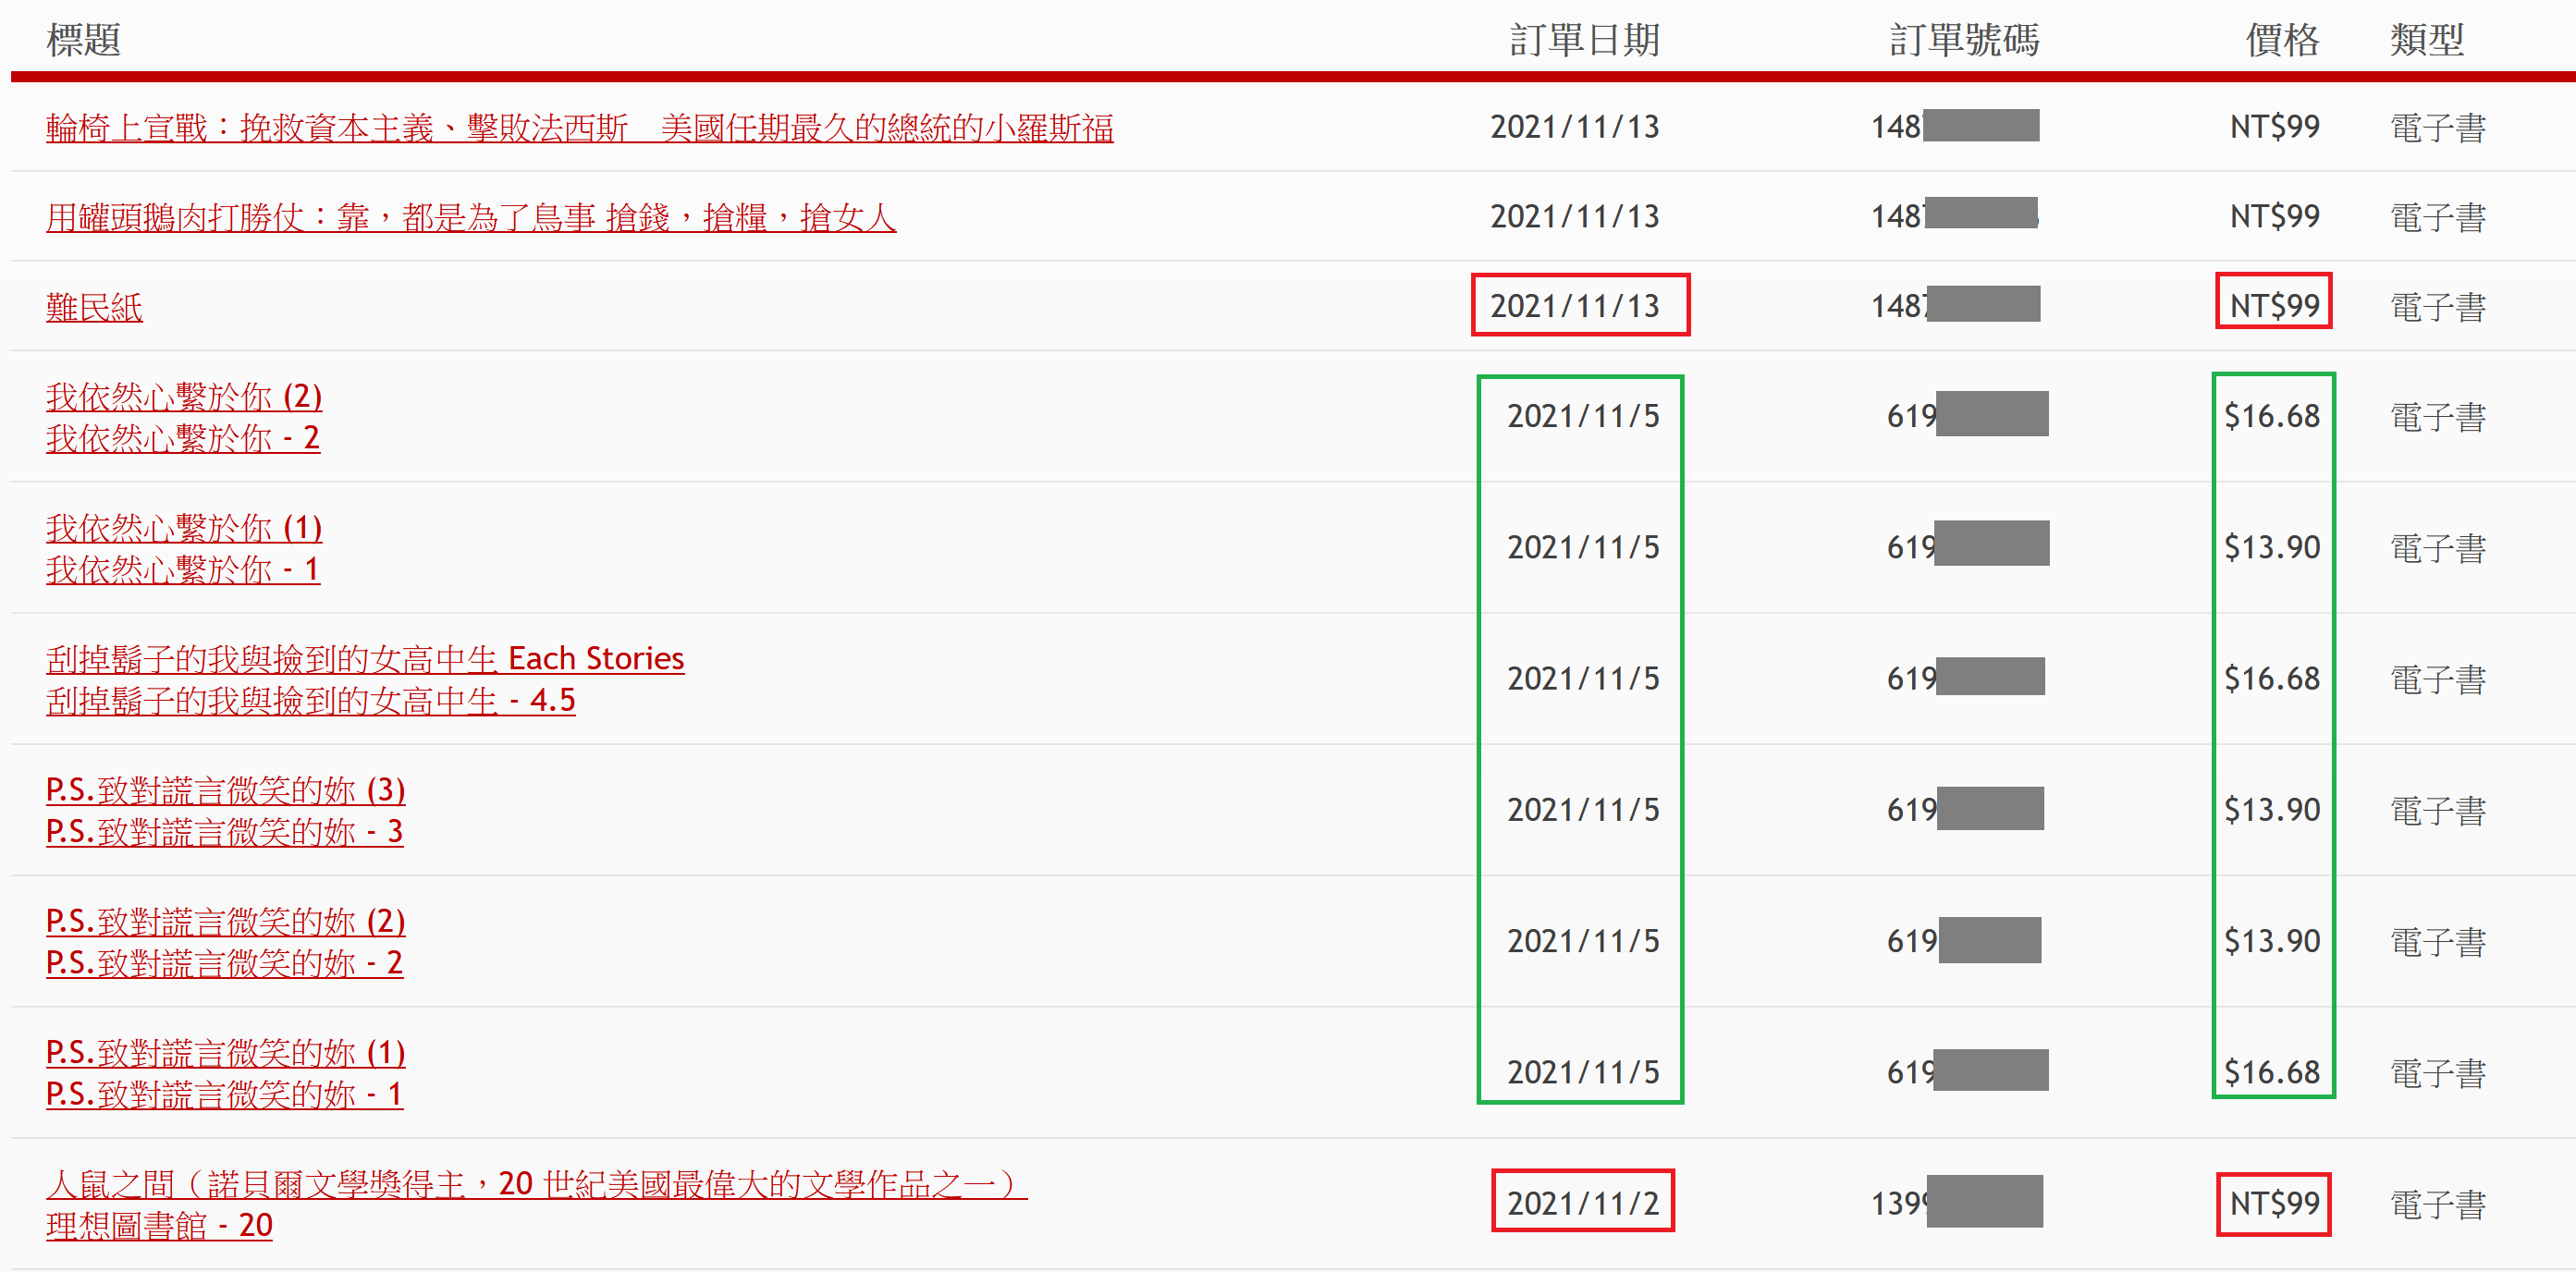 標題 訂單日期 訂單號碼 價格 類型
輪椅上宣戰：挽救資本主義、擊敗法西斯　美國任期最久的總統的小羅斯福 2021/11/13 148 NT$99 電子書
用罐頭鵝肉打勝仗：靠，都是為了鳥事 搶錢，搶糧，搶女人 2021/11/13 148 NT$99 電子書
難民紙 2021/11/13 148 NT$99 電子書
我依然心繫於你 (2)
我依然心繫於你 - 2
2021/11/5 619 $16.68 電子書
我依然心繫於你 (1)
我依然心繫於你 - 1
2021/11/5 619 $13.90 電子書
刮掉鬍子的我與撿到的女高中生 Each Stories
刮掉鬍子的我與撿到的女高中生 - 4.5
2021/11/5 619 $16.68 電子書
P.S.致對謊言微笑的妳 (3)
P.S.致對謊言微笑的妳 - 3
2021/11/5 619 $13.90 電子書
P.S.致對謊言微笑的妳 (2)
P.S.致對謊言微笑的妳 - 2
2021/11/5 619 $13.90 電子書
P.S.致對謊言微笑的妳 (1)
P.S.致對謊言微笑的妳 - 1
2021/11/5 619 $16.68 電子書
人鼠之間（諾貝爾文學獎得主，20 世紀美國最偉大的文學作品之一）
理想圖書館 - 20
2021/11/2 139 NT$99 電子書